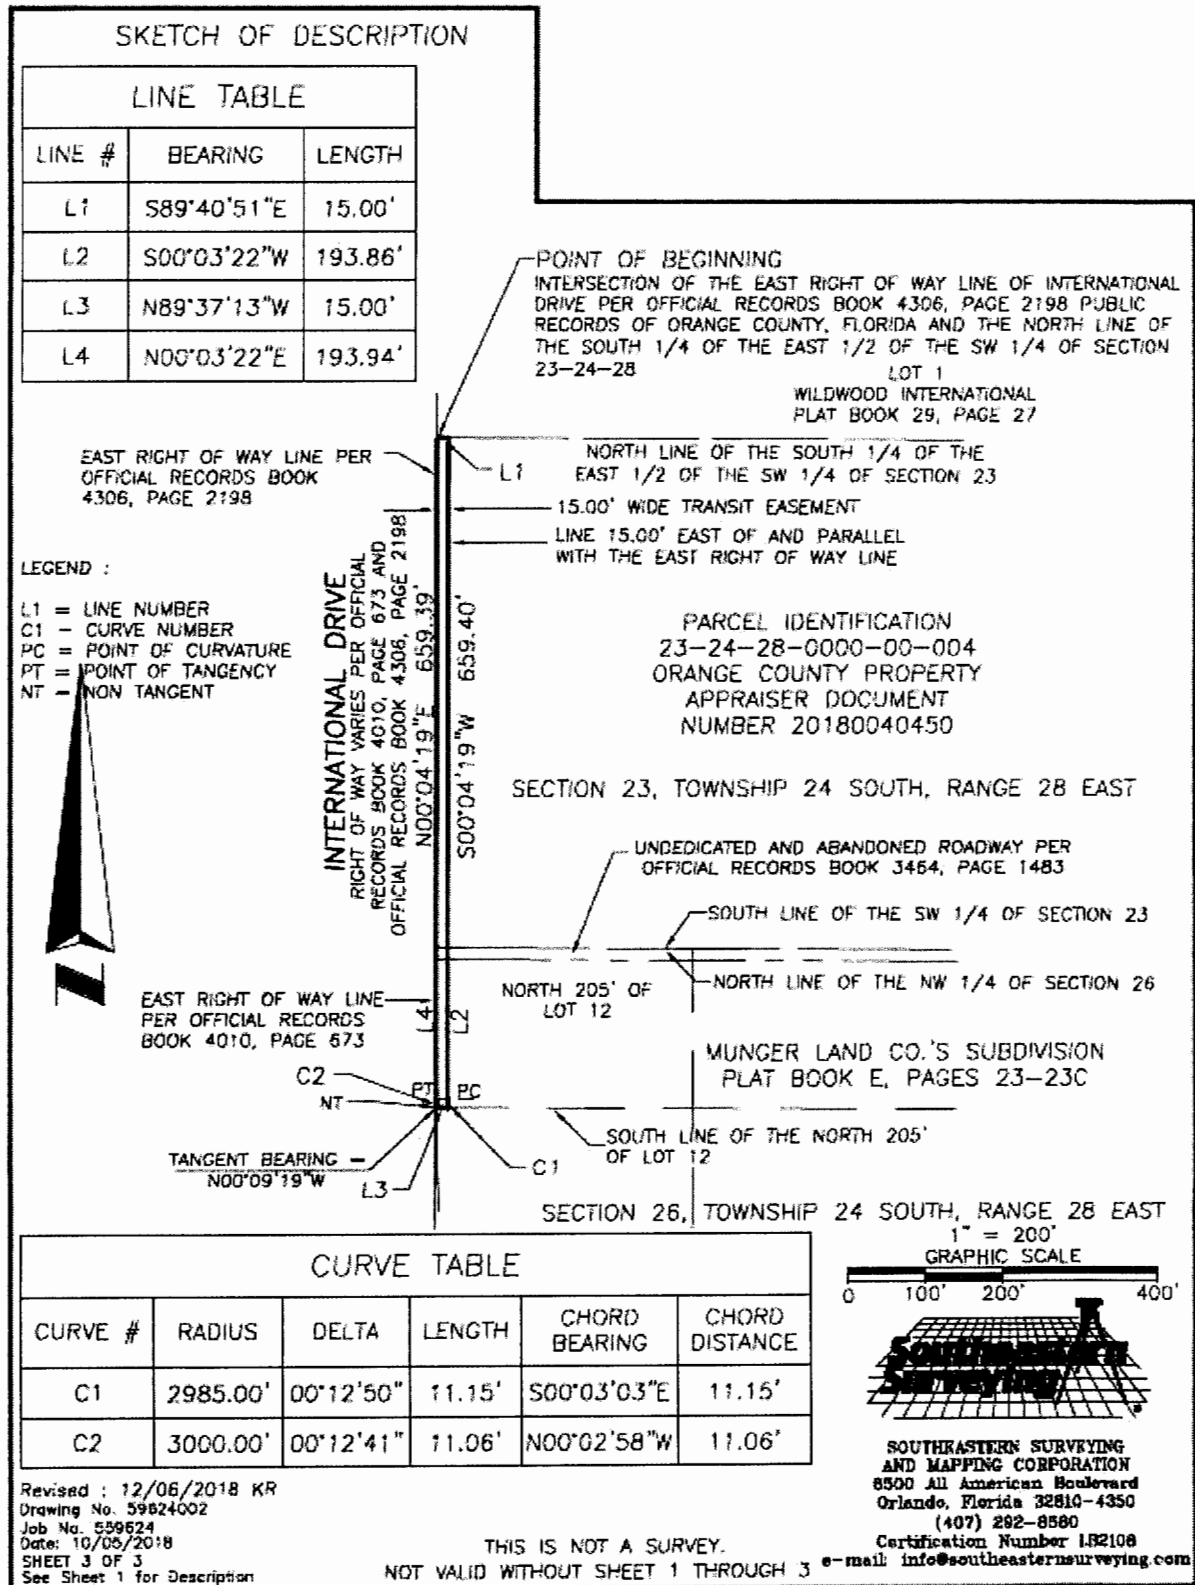 SKETCH OF DESCRIPTION
LINE TABLE
LINE # BEARING LENGTH
L1 S89°40'51"E 15.00'
L2 S00°03'22"W 193.86'
L3 N89°37'13"W 15.00'
L4 N00°03'22"E 193.94'
POINT OF BEGINNING
INTERSECTION OF THE EAST RIGHT OF WAY LINE OF INTERNATIONAL
DRIVE PER OFFICIAL RECORDS BOOK 4306, PAGE 2198 PUBLIC
RECORDS OF ORANGE COUNTY, FLORIDA AND THE NORTH LINE OF
THE SOUTH 1/4 OF THE EAST 1/2 OF THE SW 1/4 OF SECTION
23-24-28
LOT 1
WILDWOOD INTERNATIONAL
PLAT BOOK 29, PAGE 27
EAST RIGHT OF WAY LINE PER
OFFICIAL RECORDS BOOK
4306, PAGE 2198
L1
NORTH LINE OF THE SOUTH 1/4 OF THE
EAST 1/2 OF THE SW 1/4 OF SECTION 23
15.00' WIDE TRANSIT EASEMENT
LINE 15.00' EAST OF AND PARALLEL
WITH THE EAST RIGHT OF WAY LINE
LEGEND :
L1 = LINE NUMBER
C1 - CURVE NUMBER
PC = POINT OF CURVATURE
PT = POINT OF TANGENCY
NT - NON TANGENT
INTERNATIONAL DRIVE
RIGHT OF WAY VARIES PER OFFICIAL
RECORDS BOOK 4010, PAGE 673 AND
OFFICIAL RECORDS BOOK 4306, PAGE 2198
N00°04'19"E 659.39'
S00°04'19"W 659.40'
PARCEL IDENTIFICATION
23-24-28-0000-00-004
ORANGE COUNTY PROPERTY
APPRAISER DOCUMENT
NUMBER 20180040450
SECTION 23, TOWNSHIP 24 SOUTH, RANGE 28 EAST
UNDEDICATED AND ABANDONED ROADWAY PER
OFFICIAL RECORDS BOOK 3464, PAGE 1483
SOUTH LINE OF THE SW 1/4 OF SECTION 23
NORTH LINE OF THE NW 1/4 OF SECTION 26
NORTH 205' OF
LOT 12
EAST RIGHT OF WAY LINE
PER OFFICIAL RECORDS
BOOK 4010, PAGE 673
L4
L2
MUNGER LAND CO.'S SUBDIVISION
PLAT BOOK E, PAGES 23-23C
C2
PT PC
NT
SOUTH LINE OF THE NORTH 205'
OF LOT 12
TANGENT BEARING -
N00°09'19"W
L3
C1
SECTION 26, TOWNSHIP 24 SOUTH, RANGE 28 EAST
1" = 200'
GRAPHIC SCALE
0 100' 200' 400'
CURVE TABLE
CURVE # RADIUS DELTA LENGTH CHORD BEARING CHORD DISTANCE
C1 2985.00' 00°12'50" 11.15' S00°03'03"E 11.15'
C2 3000.00' 00°12'41" 11.06' N00°02'58"W 11.06'
Southeastern
Surveying
SOUTHEASTERN SURVEYING
AND MAPPING CORPORATION
6500 All American Boulevard
Orlando, Florida 32810-4350
(407) 292-8580
Certification Number LB2108
e-mail: info@southeasternsurveying.com
Revised : 12/06/2018 KR
Drawing No. 59624002
Job No. 559624
Date: 10/05/2018
SHEET 3 OF 3
See Sheet 1 for Description
THIS IS NOT A SURVEY.
NOT VALID WITHOUT SHEET 1 THROUGH 3